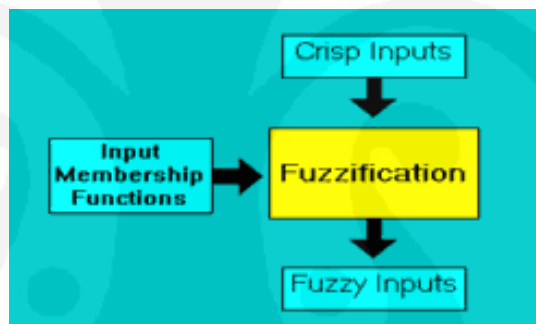 Crisp Inputs
Input
Membership
Functions
Fuzzification
Fuzzy Inputs